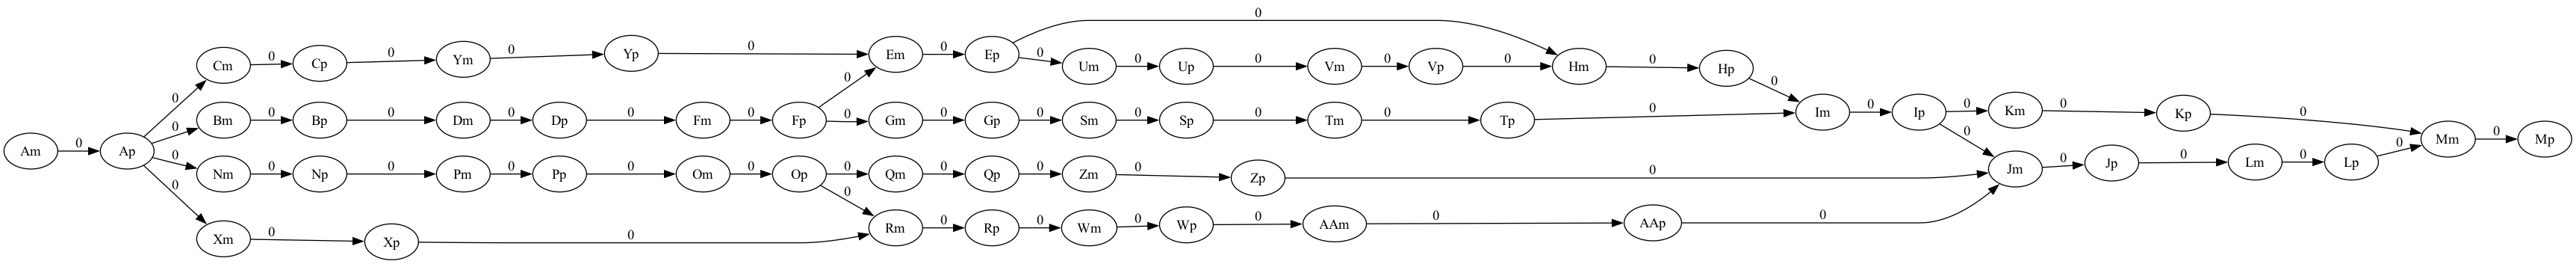 0
Cm 0 Cp 0 Ym 0 Yp 0 Em 0 Ep 0 Um 0 Up 0 Vm 0 Vp 0 Hm 0 Hp 0
0 0
0 Bm 0 Bp 0 Dm 0 Dp 0 Fm 0 Fp 0 Gm 0 Gp 0 Sm 0 Sp 0 Tm 0 Tp 0 Im 0 Ip 0 Km 0 Kp 0
Am 0 Ap 0 0 Mm 0 Mp
0 Nm 0 Np 0 Pm 0 Pp 0 Om 0 Op 0 Qm 0 Qp 0 Zm 0 Zp 0 Jm 0 Jp 0 Lm 0 Lp 0
0 0
Xm 0 Xp 0 Rm 0 Rp 0 Wm 0 Wp 0 AAm 0 AAp 0